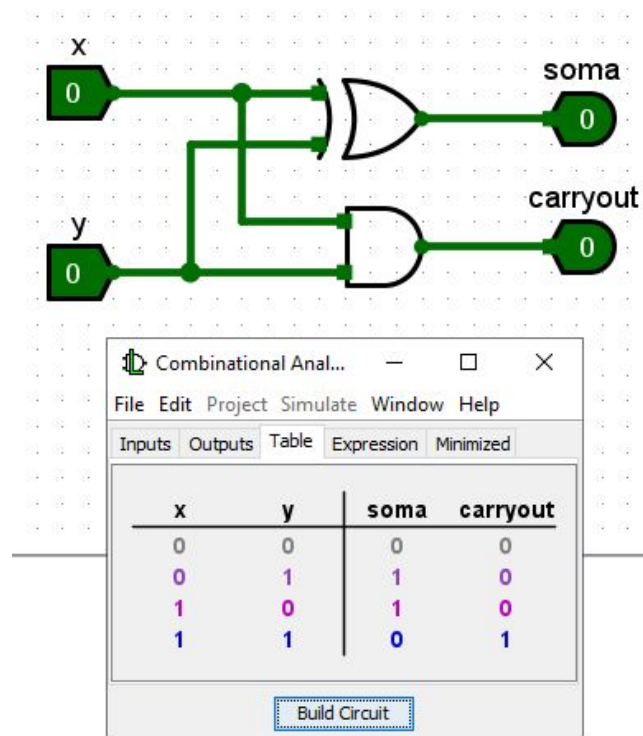 x
0
soma
0
y
0
carryout
0
Combinational Anal...
File Edit Project Simulate Window Help
Inputs Outputs Table Expression Minimized
x y soma carryout
0 0 0 0
0 1 1 0
1 0 1 0
1 1 0 1
Build Circuit